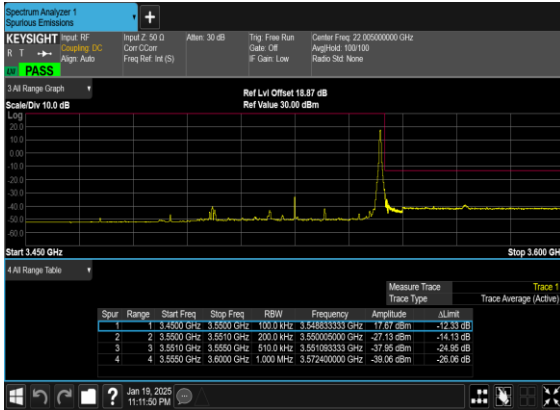 Spectrum Analyzer 1
Spurious Emissions
+
KEYSIGHT Input: RF Input Z: 50 Ω Atten: 30 dB Trig: Free Run Center Freq: 22.005000000 GHz
R T Coupling: DC Corr CCorr Gate: Off Avg|Hold: 100/100
Align: Auto Freq Ref: Int (S) IF Gain: Low Radio Std: None
PASS
3 All Range Graph
Ref Lvl Offset 18.87 dB
Scale/Div 10.0 dB Ref Value 30.00 dBm
Log
20.0
10.0
0.00
-10.0
-20.0
-30.0
-40.0
-50.0
-60.0
Start 3.450 GHz Stop 3.600 GH
4 All Range Table
Measure Trace Trace 1
Trace Type Trace Average (Active)
Spur Range Start Freq Stop Freq RBW Frequency Amplitude ΔLimit
1 1 3.4500 GHz 3.5500 GHz 100.0 kHz 3.548833333 GHz 17.67 dBm -12.33 dB
2 2 3.5500 GHz 3.5510 GHz 200.0 kHz 3.550005000 GHz -27.13 dBm -14.13 dB
3 3 3.5510 GHz 3.5550 GHz 510.0 kHz 3.551093333 GHz -37.95 dBm -24.95 dB
4 4 3.5550 GHz 3.6000 GHz 1.000 MHz 3.572400000 GHz -39.06 dBm -26.06 dB
? Jan 19, 2025
11:11:50 PM